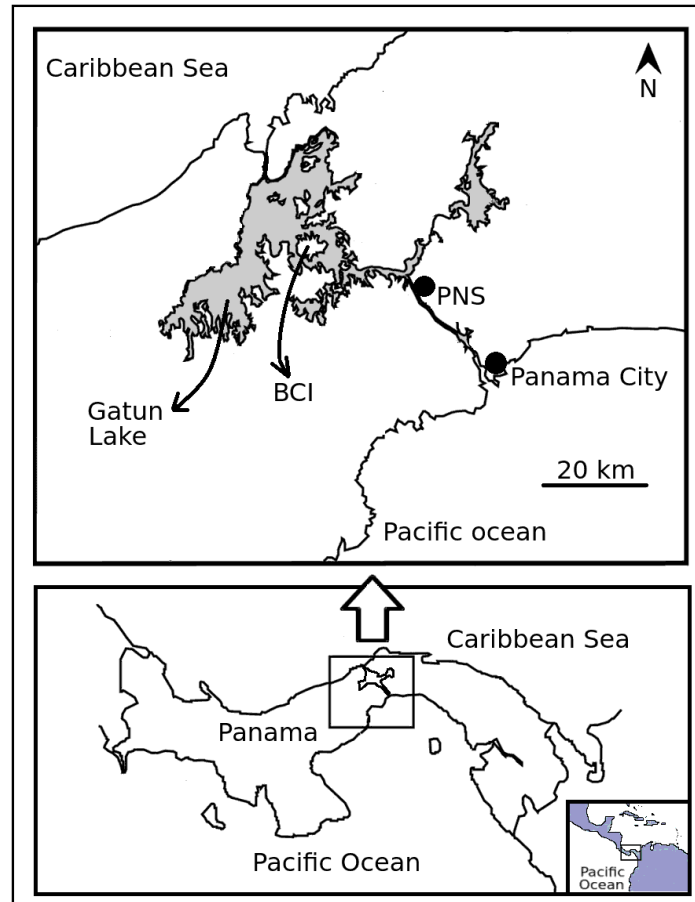 Caribbean Sea
N
PNS
Panama City
BCI
Gatun
Lake
20 km
Pacific ocean
Caribbean Sea
Panama
Pacific Ocean
Pacific
Ocean